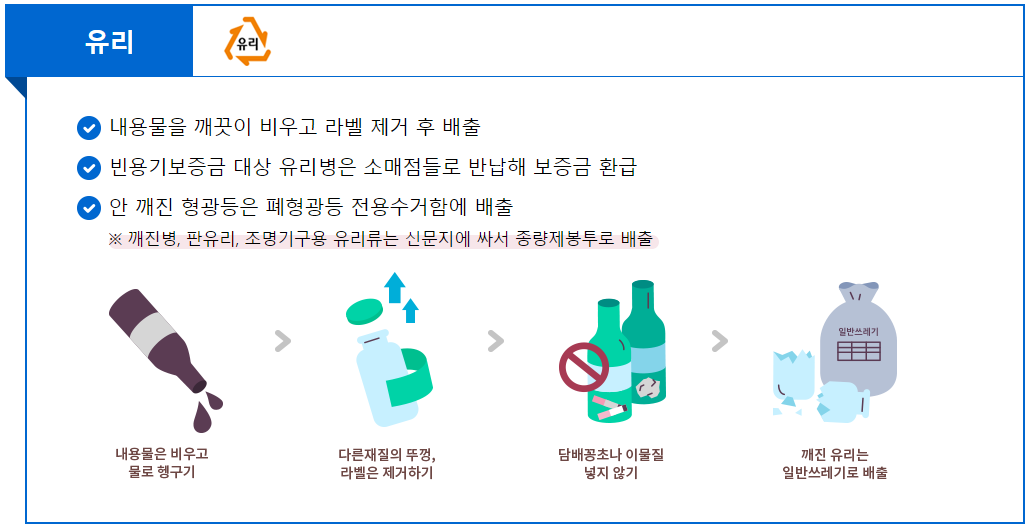 유리
유리
내용물을 깨끗이 비우고 라벨 제거 후 배출
빈용기보증금 대상 유리병은 소매점들로 반납해 보증금 환급
안 깨진 형광등은 폐형광등 전용수거함에 배출
※ 깨진병, 판유리, 조명기구용 유리류는 신문지에 싸서 종량제봉투로 배출
일반쓰레기
내용물은 비우고
물로 헹구기
다른재질의 뚜껑,
라벨은 제거하기
담배꽁초나 이물질
넣지 않기
깨진 유리는
일반쓰레기로 배출